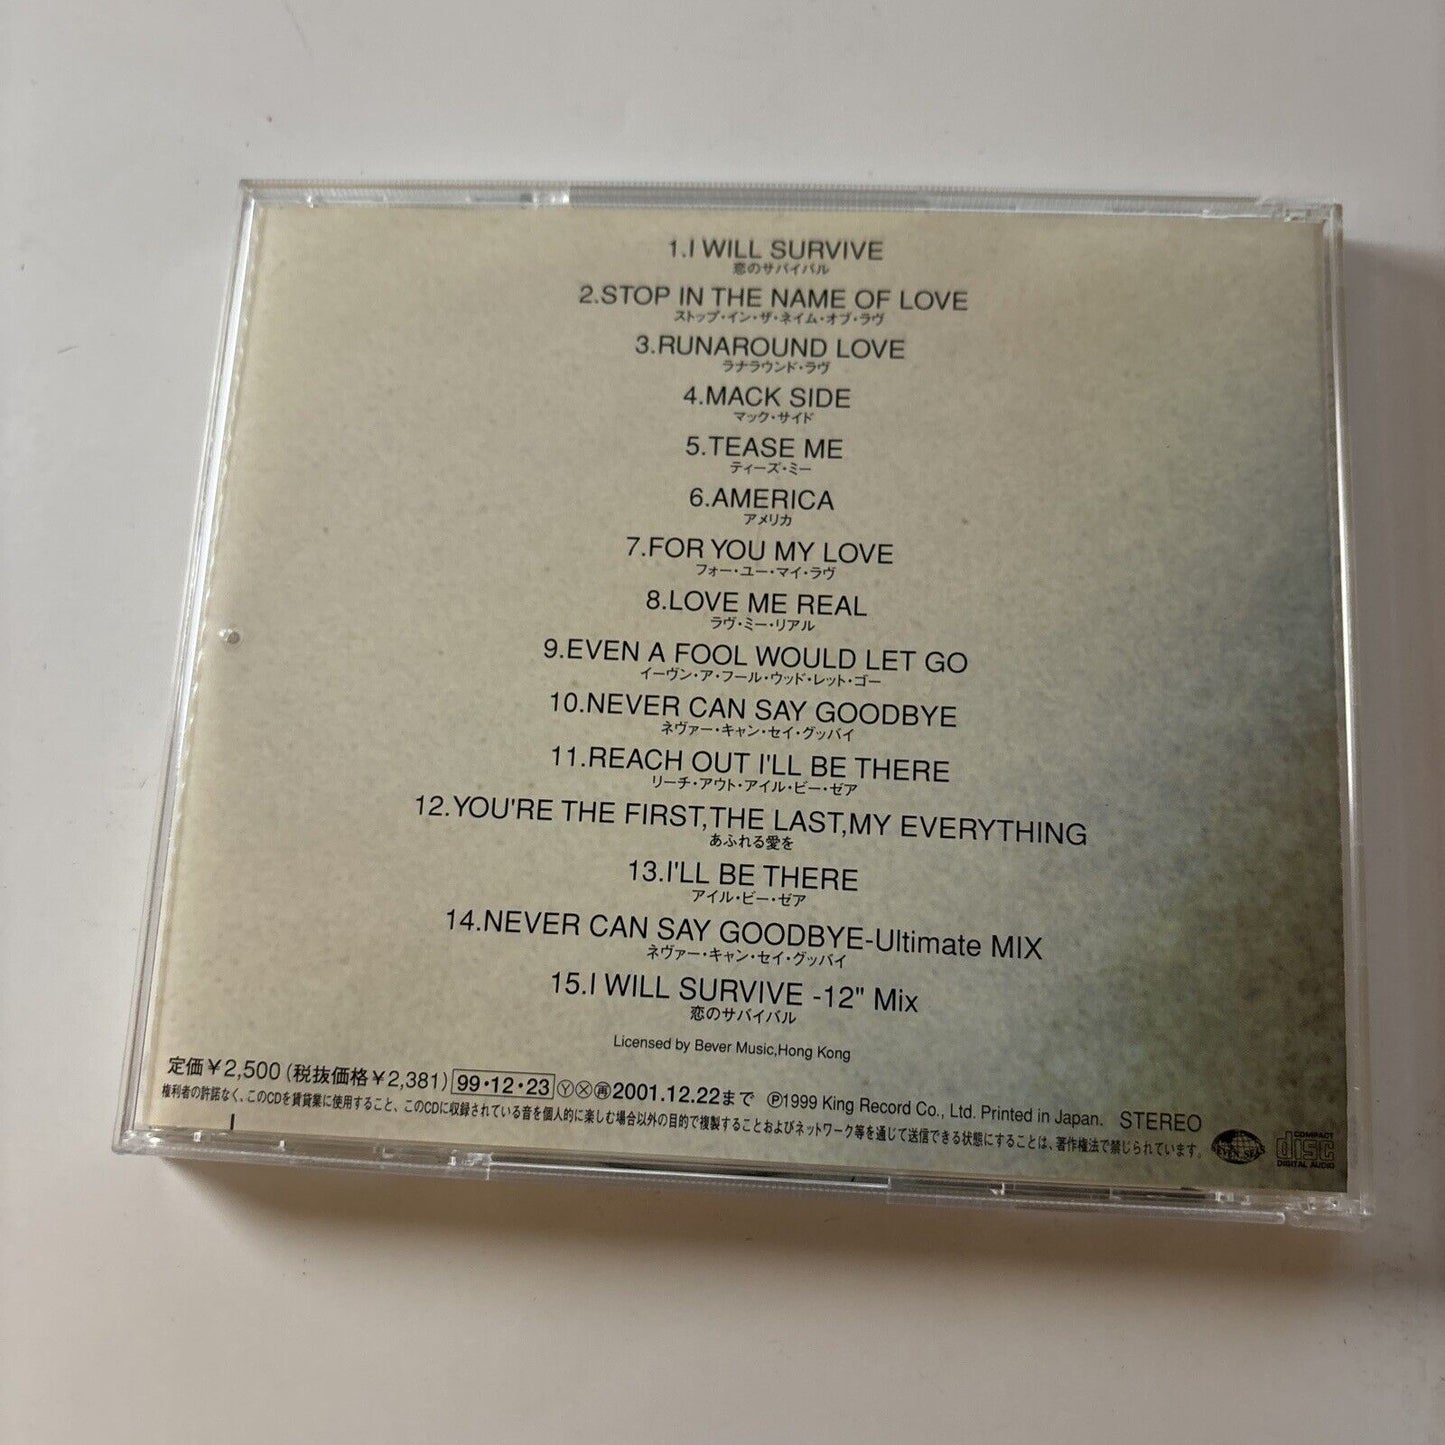 1.I WILL SURVIVE
恋のサバイバル
2.STOP IN THE NAME OF LOVE
ストップ・イン・ザ・ネイム・オブ・ラヴ
3.RUNAROUND LOVE
ラナラウンド・ラヴ
4.MACK SIDE
マック・サイド
5.TEASE ME
ティーズ・ミー
6.AMERICA
アメリカ
7.FOR YOU MY LOVE
フォー・ユー・マイ・ラヴ
8.LOVE ME REAL
ラヴ・ミー・リアル
9.EVEN A FOOL WOULD LET GO
イーヴン・ア・フール・ウッド・レット・ゴー
10.NEVER CAN SAY GOODBYE
ネヴァー・キャン・セイ・グッバイ
11.REACH OUT I'LL BE THERE
リーチ・アウト・アイル・ビー・ゼア
12.YOU'RE THE FIRST,THE LAST,MY EVERYTHING
あふれる愛を
13.I'LL BE THERE
アイル・ビー・ゼア
14.NEVER CAN SAY GOODBYE-Ultimate MIX
ネヴァー・キャン・セイ・グッバイ
15.I WILL SURVIVE -12" Mix
恋のサバイバル
Licensed by Bever Music,Hong Kong
定価￥2,500(税抜価格￥2,381) 99・12・23 Ⓨ Ⓧ ㊢2001.12.22まで ℗1999 King Record Co., Ltd. Printed in Japan. STEREO
権利者の許諾なく、このCDを賃貸業に使用すること、このCDに収録されている音を個人的に楽しむ場合以外の目的で複製することおよびネットワーク等を通じて送信できる状態にすることは、著作権法で禁じられています。
SEVEN SEAS
COMPACT
disc
DIGITAL AUDIO